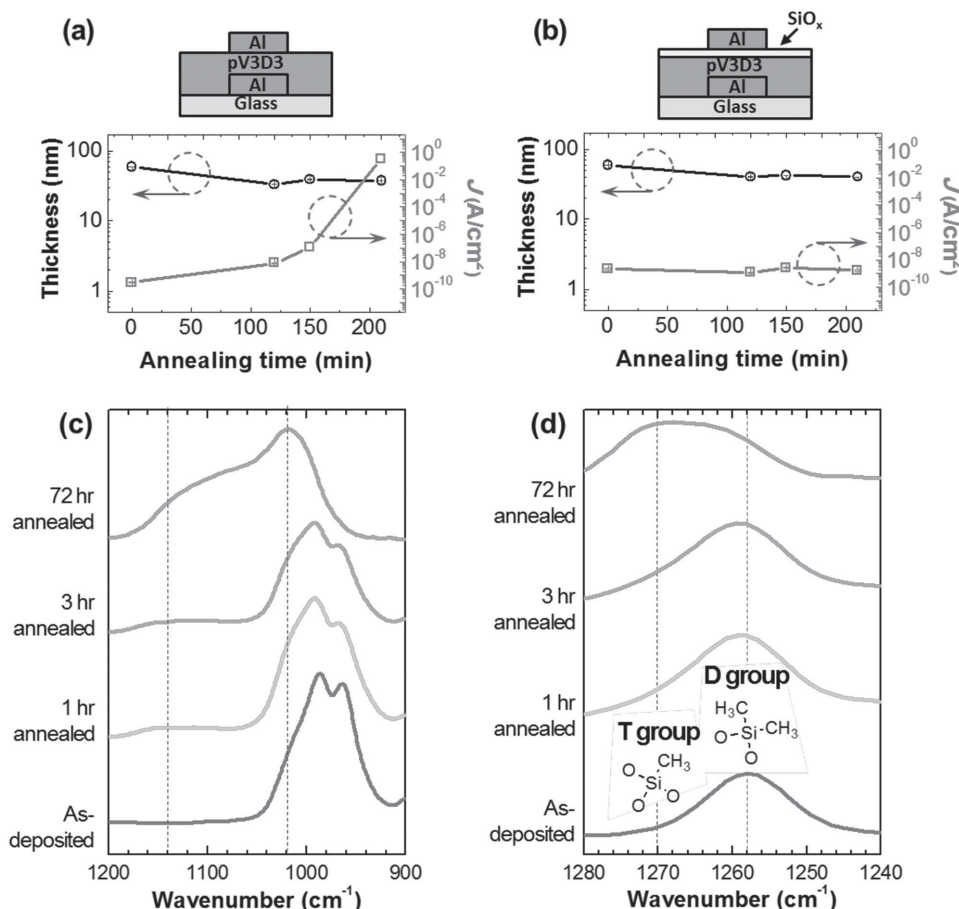 (a)
Al
pV3D3
Al
Glass
(b)
SiOₓ
Al
pV3D3
Al
Glass
Thickness (nm)
100
10
1
10⁰
10⁻²
10⁻⁴
10⁻⁶
10⁻⁸
10⁻¹⁰
J (A/cm²)
0 50 100 150 200
Annealing time (min)
Thickness (nm)
100
10
1
10⁰
10⁻²
10⁻⁴
10⁻⁶
10⁻⁸
10⁻¹⁰
J (A/cm²)
0 50 100 150 200
Annealing time (min)
(c)
72 hr
annealed
3 hr
annealed
1 hr
annealed
As-
deposited
1200 1100 1000 900
Wavenumber (cm⁻¹)
(d)
72 hr
annealed
3 hr
annealed
1 hr
annealed
As-
deposited
D group
H₃C
Si
CH₃
O
O
T group
CH₃
O
Si
O
O
1280 1270 1260 1250 1240
Wavenumber (cm⁻¹)